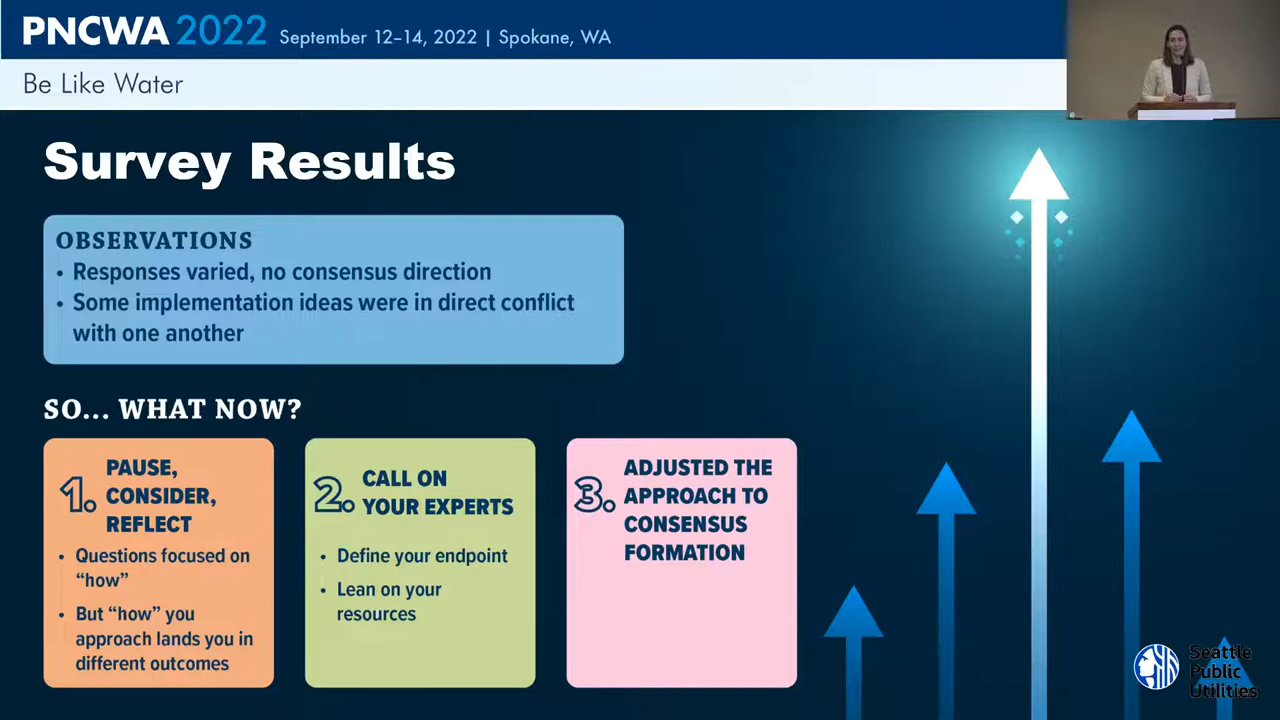 PNCWA 2022 September 12–14, 2022 | Spokane, WA
Be Like Water
Survey Results
OBSERVATIONS
• Responses varied, no consensus direction
• Some implementation ideas were in direct conflict
with one another
SO... WHAT NOW?
1. PAUSE,
CONSIDER,
REFLECT
• Questions focused on
“how”
• But “how” you
approach lands you in
different outcomes
2. CALL ON
YOUR EXPERTS
• Define your endpoint
• Lean on your
resources
3. ADJUSTED THE
APPROACH TO
CONSENSUS
FORMATION
Seattle
Public
Utilities